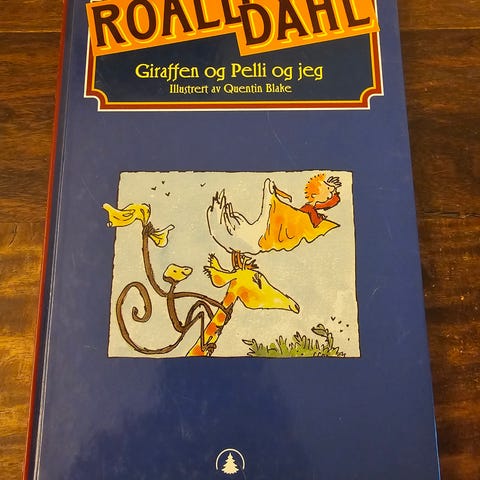 ROALD DAHL
Giraffen og Pelli og jeg
Illustrert av Quentin Blake